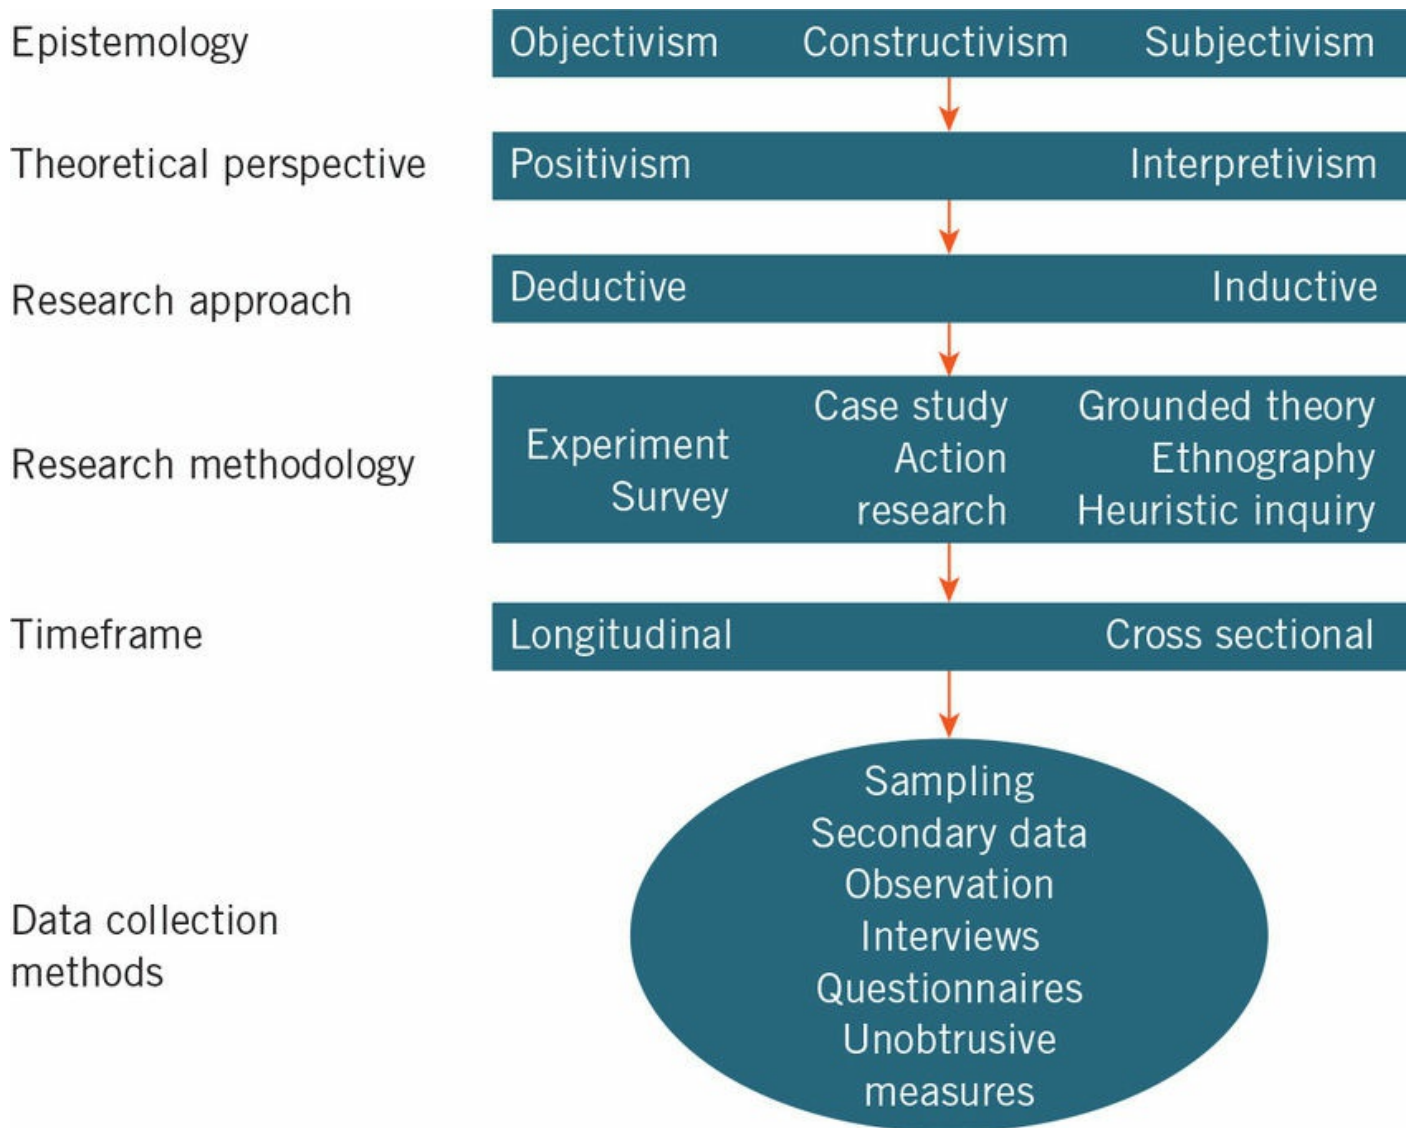 Epistemology
Objectivism Constructivism Subjectivism
Theoretical perspective
Positivism Interpretivism
Research approach
Deductive Inductive
Research methodology
Experiment
Survey
Case study
Action
research
Grounded theory
Ethnography
Heuristic inquiry
Timeframe
Longitudinal Cross sectional
Data collection
methods
Sampling
Secondary data
Observation
Interviews
Questionnaires
Unobtrusive
measures